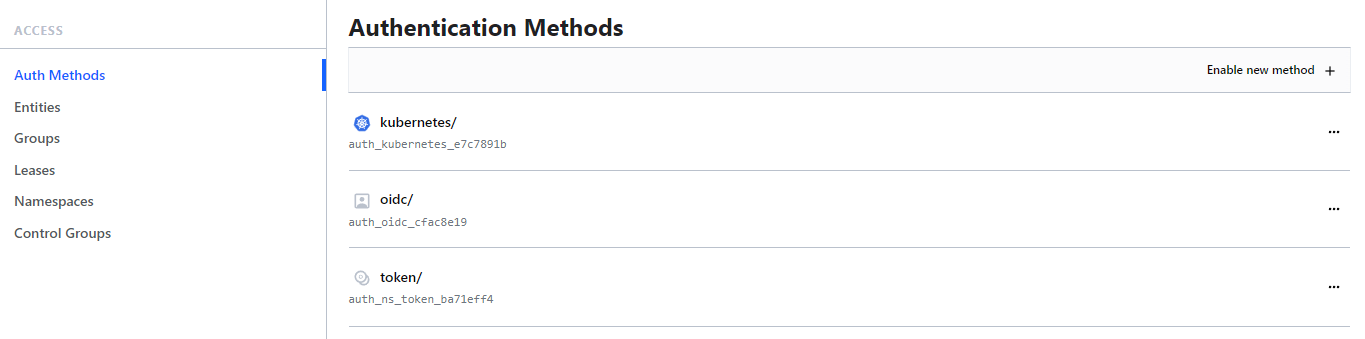 ACCESS
Auth Methods
Entities
Groups
Leases
Namespaces
Control Groups
Authentication Methods
Enable new method +
kubernetes/
auth_kubernetes_e7c7891b
oidc/
auth_oidc_cfac8e19
token/
auth_ns_token_ba71eff4